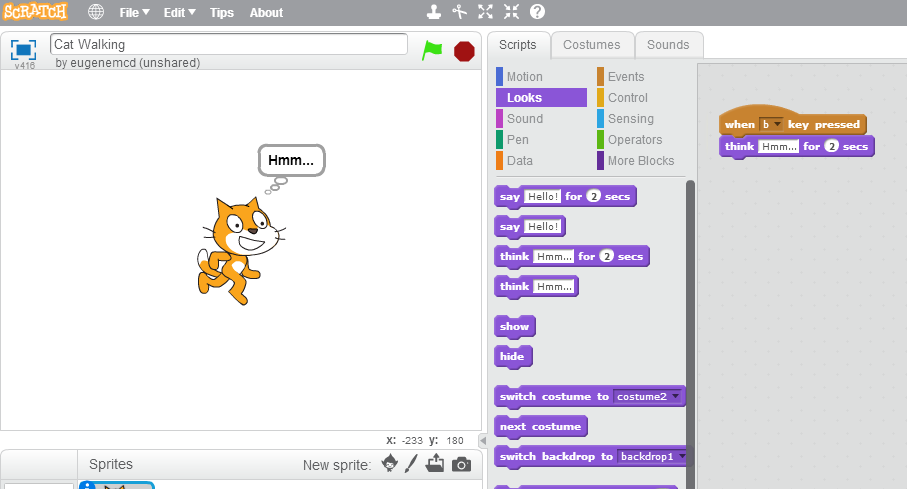 SCRATCH File Edit Tips About
Cat Walking
v416
by eugenemcd (unshared)
Hmm...
x: -233 y: 180
Sprites New sprite:
Scripts Costumes Sounds
Motion Events
Looks Control
Sound Sensing
Pen Operators
Data More Blocks
say Hello! for 2 secs
say Hello!
think Hmm... for 2 secs
think Hmm...
show
hide
switch costume to costume2
next costume
switch backdrop to backdrop1
when b key pressed
think Hmm... for 2 secs